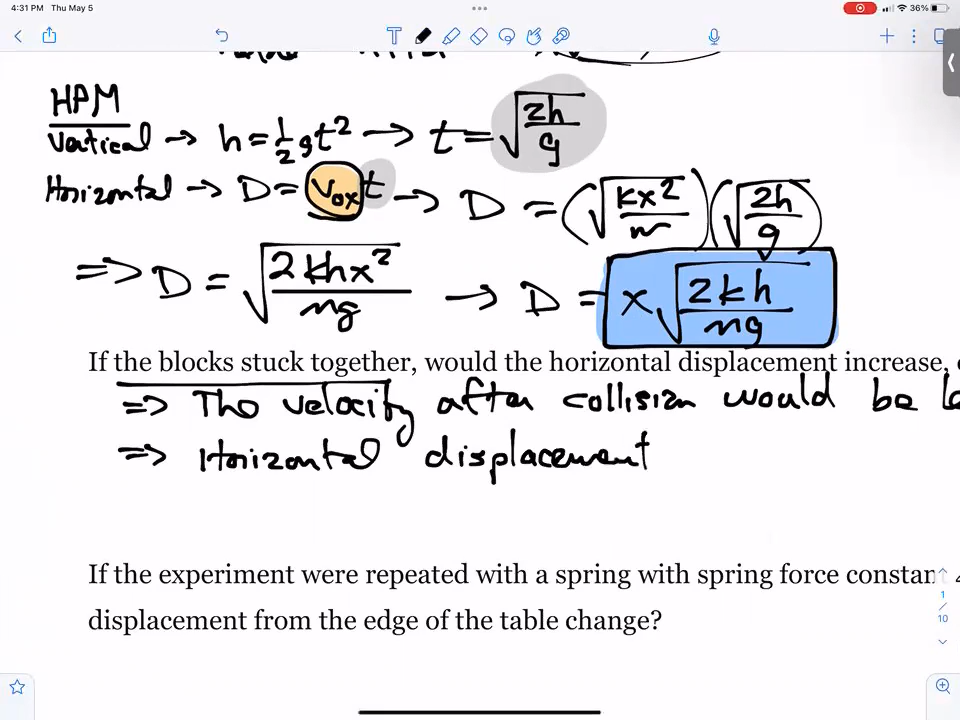 4:31 PM Thu May 5
36%
HPM
Vertical → h = ½gt² → t = √(2h/g)
Horizontal → D = v₀ₓt → D = (√(kx²/m))(√(2h/g))
⇒ D = √(2khx²/mg) → D = x√(2kh/mg)
If the blocks stuck together, would the horizontal displacement increase,
⇒ The velocity after collision would be
⇒ Horizontal displacement
If the experiment were repeated with a spring with spring force constant
displacement from the edge of the table change?
1
/
10